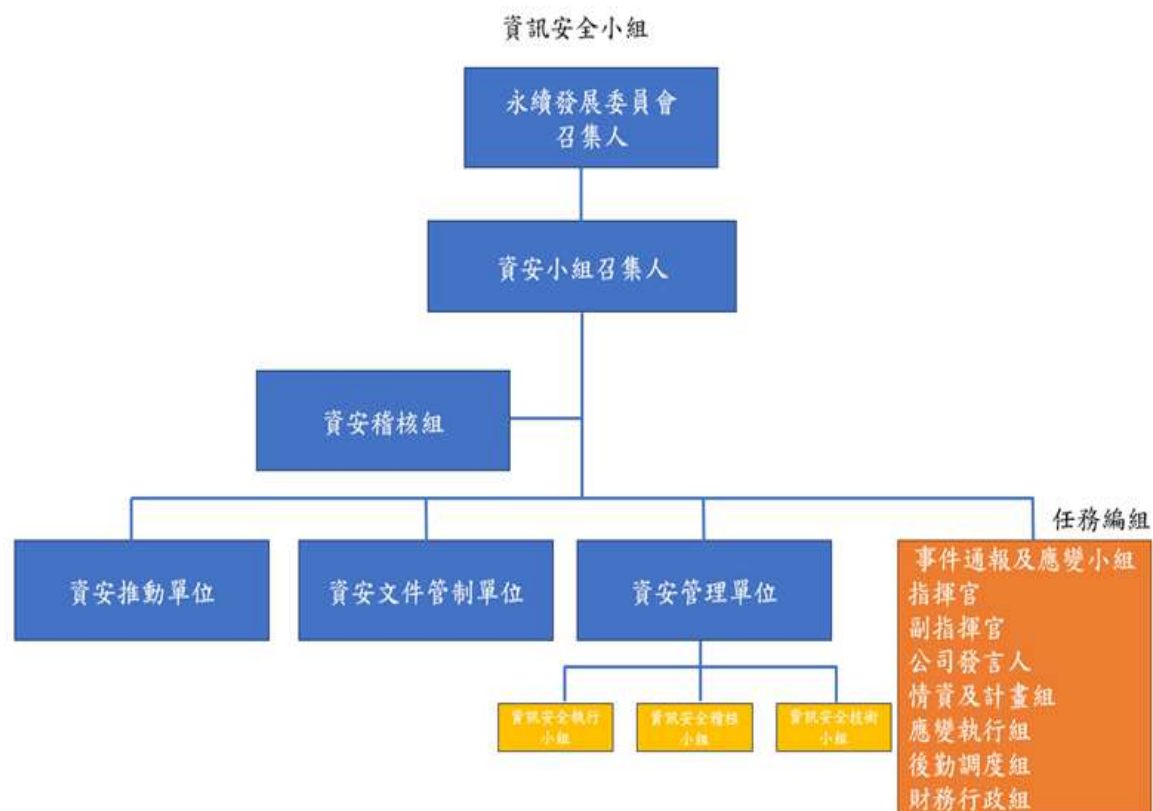 資訊安全小組
永續發展委員會
召集人
資安小組召集人
資安稽核組
任務編組
資安推動單位
資安文件管制單位
資安管理單位
事件通報及應變小組
指揮官
副指揮官
公司發言人
情資及計畫組
應變執行組
後勤調度組
財務行政組
資訊安全執行
小組
資訊安全稽核
小組
資訊安全技術
小組